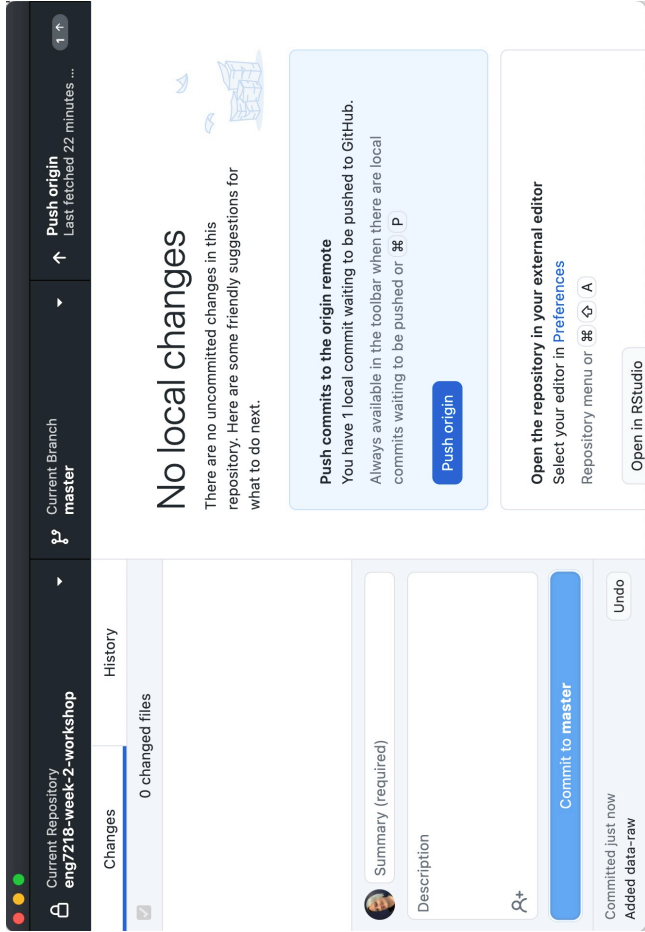 Current Repository
eng7218-week-2-workshop
Current Branch
master
Push origin
Last fetched 22 minutes ...
1
Changes
History
0 changed files
Summary (required)
Description
Commit to master
Committed just now
Added data-raw
Undo
No local changes
There are no uncommitted changes in this
repository. Here are some friendly suggestions for
what to do next.
Push commits to the origin remote
You have 1 local commit waiting to be pushed to GitHub.
Always available in the toolbar when there are local
commits waiting to be pushed or ⌘ P
Push origin
Open the repository in your external editor
Select your editor in Preferences
Repository menu or ⌘ ⇧ A
Open in RStudio